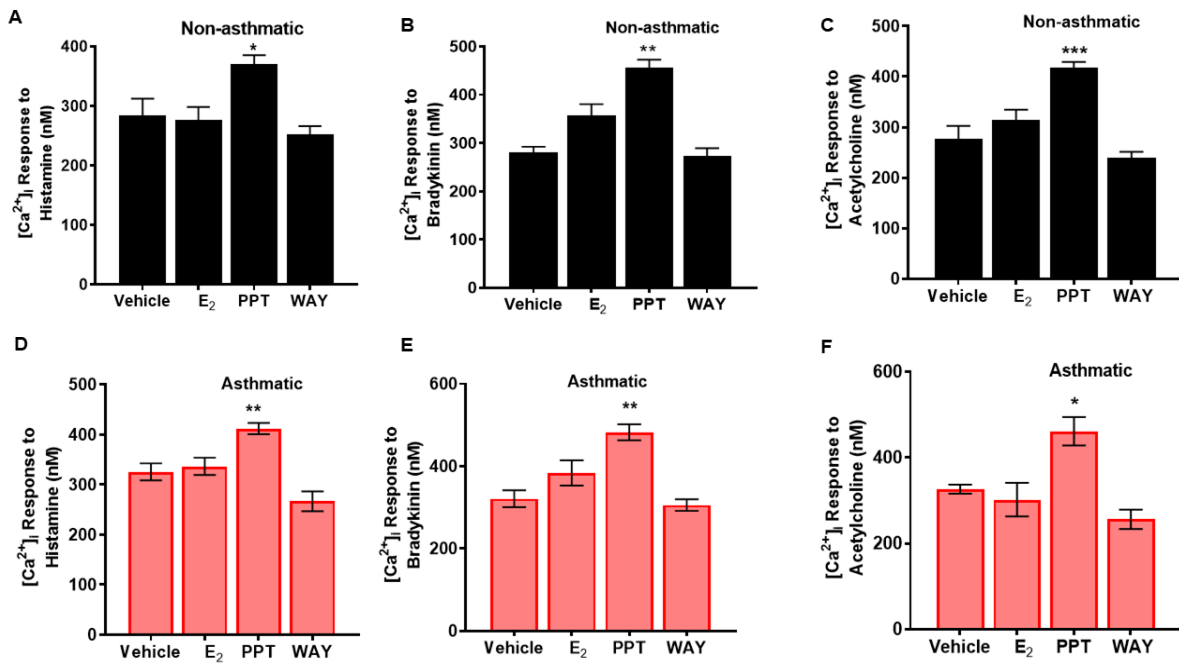 A
Non-asthmatic
*
400
300
200
100
0
[Ca2+]i Response to
Histamine (nM)
Vehicle E2 PPT WAY
B
Non-asthmatic
**
500
400
300
200
100
0
[Ca2+]i Response to
Bradykinin (nM)
Vehicle E2 PPT WAY
C
Non-asthmatic
***
500
400
300
200
100
0
[Ca2+]i Response to
Acetylcholine (nM)
Vehicle E2 PPT WAY
D
Asthmatic
**
500
400
300
200
100
0
[Ca2+]i Response to
Histamine (nM)
Vehicle E2 PPT WAY
E
Asthmatic
**
600
400
200
0
[Ca2+]i Response to
Bradykinin (nM)
Vehicle E2 PPT WAY
F
Asthmatic
*
600
400
200
0
[Ca2+]i Response to
Acetylcholine (nM)
Vehicle E2 PPT WAY